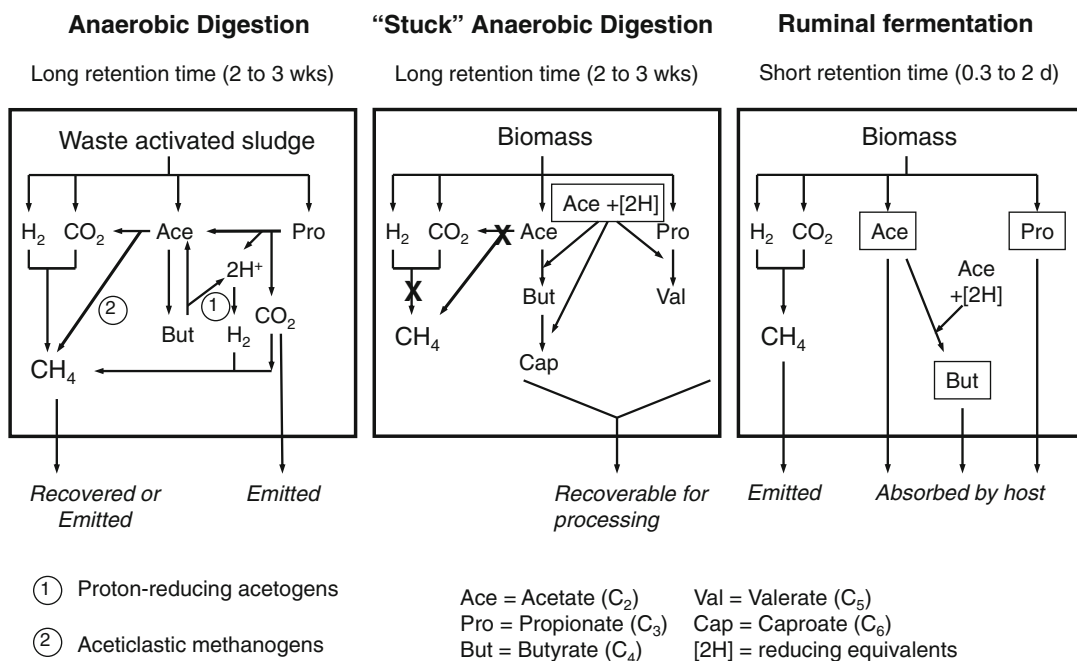 Anaerobic Digestion
Long retention time (2 to 3 wks)
Waste activated sludge
H₂ CO₂ Ace Pro
2H⁺
2 1
But H₂ CO₂
CH₄
Recovered or
Emitted
Emitted
“Stuck” Anaerobic Digestion
Long retention time (2 to 3 wks)
Biomass
Ace +[2H]
H₂ CO₂ X Ace Pro
X
But Val
CH₄
Cap
Recoverable for
processing
Ruminal fermentation
Short retention time (0.3 to 2 d)
Biomass
H₂ CO₂ Ace Pro
Ace
+[2H]
CH₄
But
Emitted
Absorbed by host
1 Proton-reducing acetogens
2 Aceticlastic methanogens
Ace = Acetate (C₂)
Pro = Propionate (C₃)
But = Butyrate (C₄)
Val = Valerate (C₅)
Cap = Caproate (C₆)
[2H] = reducing equivalents